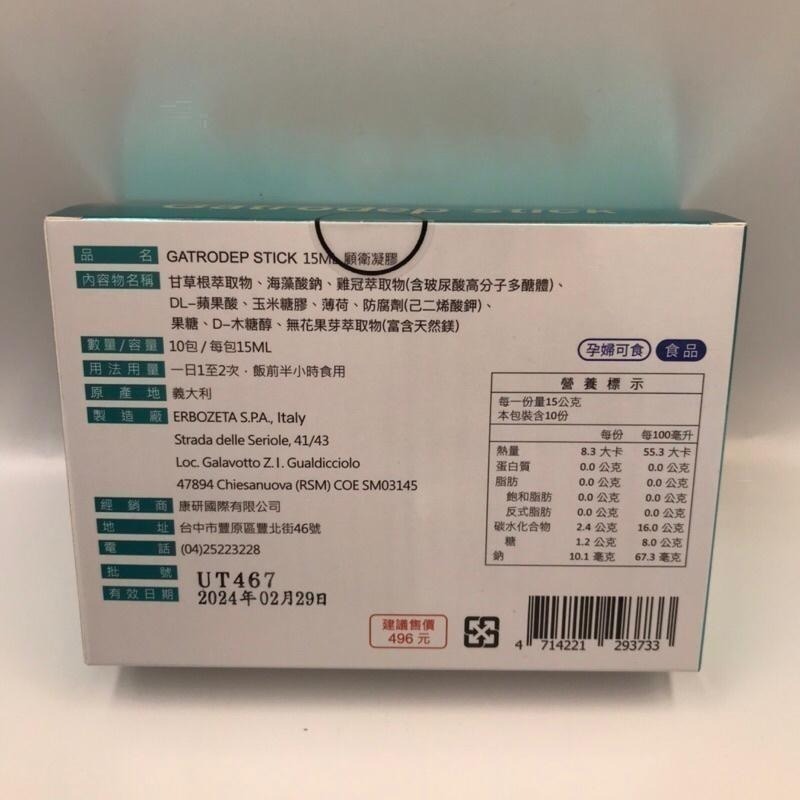 Gatrodep stick
品名 GATRODEP STICK 15ML 顧衛凝膠
內容物名稱 甘草根萃取物、海藻酸鈉、雞冠萃取物(含玻尿酸高分子多醣體)、
DL-蘋果酸、玉米糖膠、薄荷、防腐劑(己二烯酸鉀)、
果糖、D-木糖醇、無花果芽萃取物(富含天然鎂)
數量/容量 10包/每包15ML
用法用量 一日1至2次，飯前半小時食用
原產地 義大利
製造廠 ERBOZETA S.P.A., Italy
Strada delle Seriole, 41/43
Loc. Galavotto Z.I. Gualdicciolo
47894 Chiesanuova (RSM) COE SM03145
經銷商 康研國際有限公司
地址 台中市豐原區豐北街46號
電話 (04)25223228
批號 UT467
有效日期 2024年02月29日
孕婦可食 食品
營養標示
每一份量15公克
本包裝含10份
每份 每100毫升
熱量 8.3 大卡 55.3 大卡
蛋白質 0.0 公克 0.0 公克
脂肪 0.0 公克 0.0 公克
飽和脂肪 0.0 公克 0.0 公克
反式脂肪 0.0 公克 0.0 公克
碳水化合物 2.4 公克 16.0 公克
糖 1.2 公克 8.0 公克
鈉 10.1 毫克 67.3 毫克
建議售價
496 元
4 714221 293733